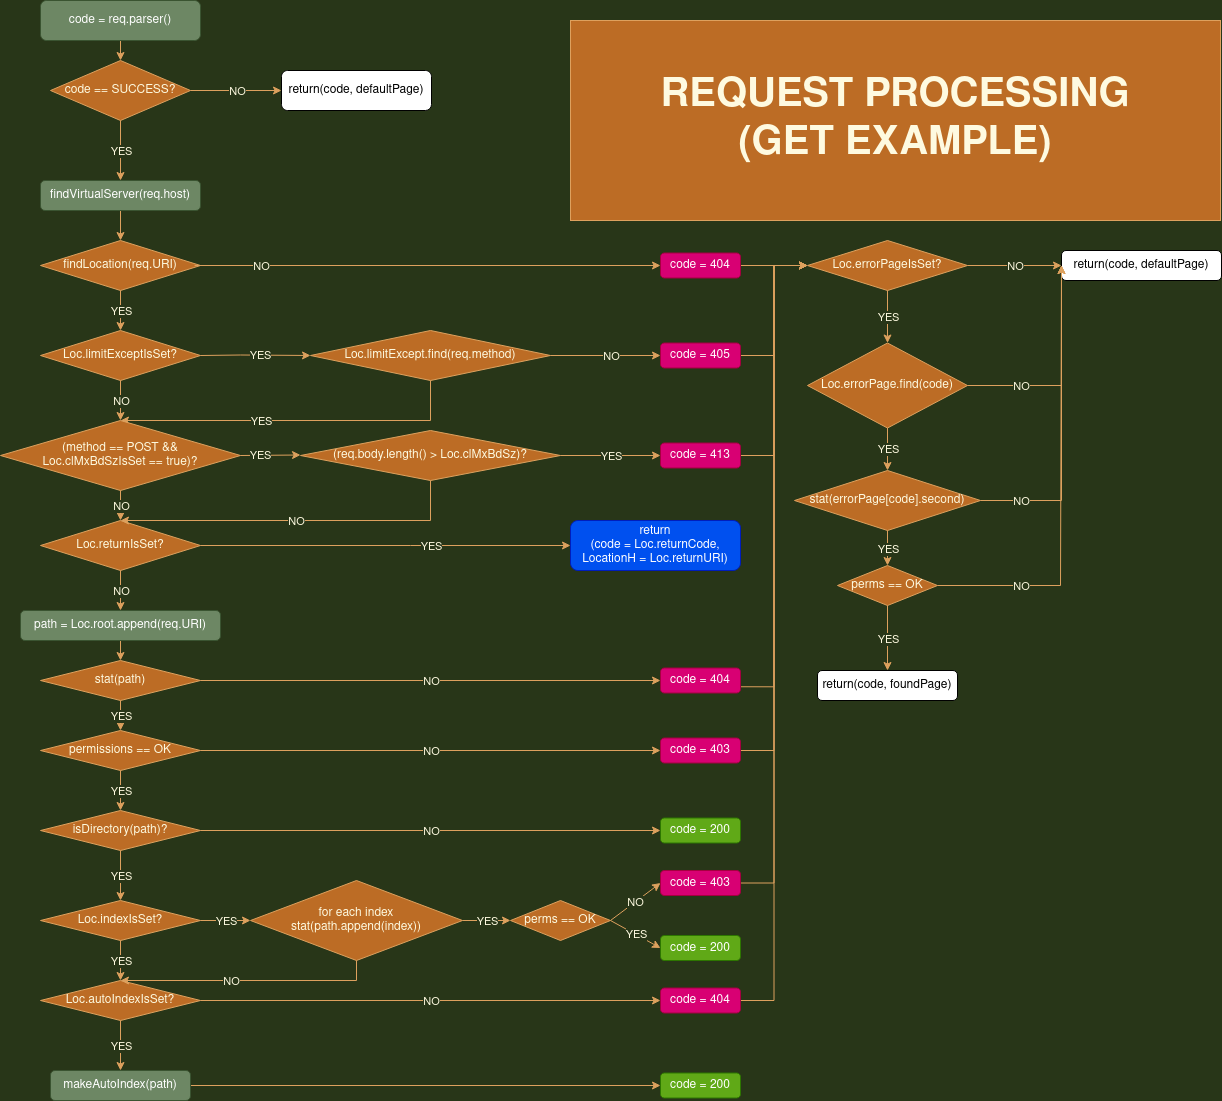 code = req.parser()
REQUEST PROCESSING
(GET EXAMPLE)
code == SUCCESS?
NO
return(code, defaultPage)
YES
findVirtualServer(req.host)
findLocation(req.URI)
NO
code = 404
Loc.errorPageIsSet?
NO
return(code, defaultPage)
YES
YES
Loc.limitExceptIsSet?
YES
Loc.limitExcept.find(req.method)
NO
code = 405
Loc.errorPage.find(code)
NO
NO
YES
(method == POST &&
Loc.clMxBdSzIsSet == true)?
YES
(req.body.length() > Loc.clMxBdSz)?
YES
code = 413
YES
NO
NO
stat(errorPage[code].second)
NO
Loc.returnIsSet?
YES
return
(code = Loc.returnCode,
LocationH = Loc.returnURI)
YES
NO
perms == OK
NO
path = Loc.root.append(req.URI)
YES
stat(path)
NO
code = 404
return(code, foundPage)
YES
permissions == OK
NO
code = 403
YES
isDirectory(path)?
NO
code = 200
YES
Loc.indexIsSet?
YES
for each index
stat(path.append(index))
YES
perms == OK
NO
code = 403
YES
code = 200
YES
NO
Loc.autoIndexIsSet?
NO
code = 404
YES
makeAutoIndex(path)
code = 200